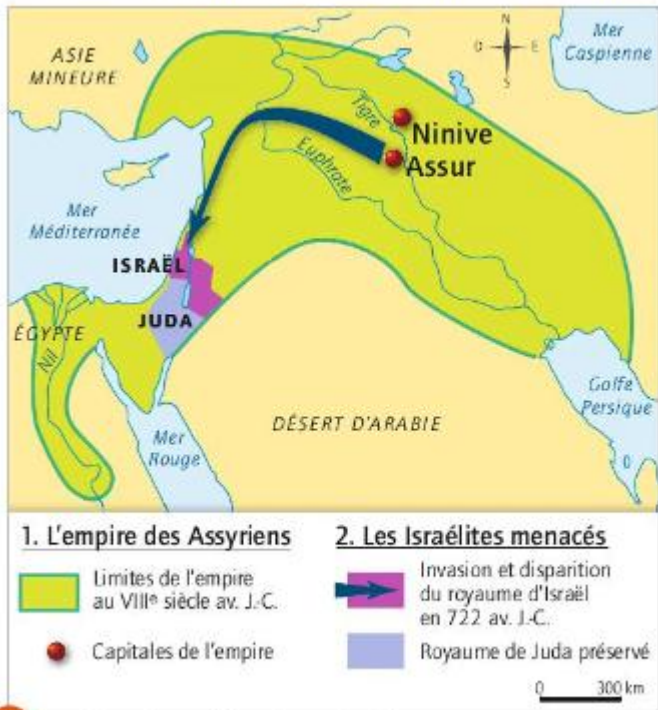 ASIE
MINEURE
N
O E
S
Mer
Caspienne
Tigre
Ninive
Assur
Euphrate
Mer
Méditerranée
ISRAËL
JUDA
ÉGYPTE
Nil
Mer
Rouge
DÉSERT D'ARABIE
Golfe
Persique
1. L'empire des Assyriens
Limites de l'empire
au VIIIe siècle av. J.-C.
Capitales de l'empire
2. Les Israélites menacés
Invasion et disparition
du royaume d'Israël
en 722 av. J.-C.
Royaume de Juda préservé
0 300 km